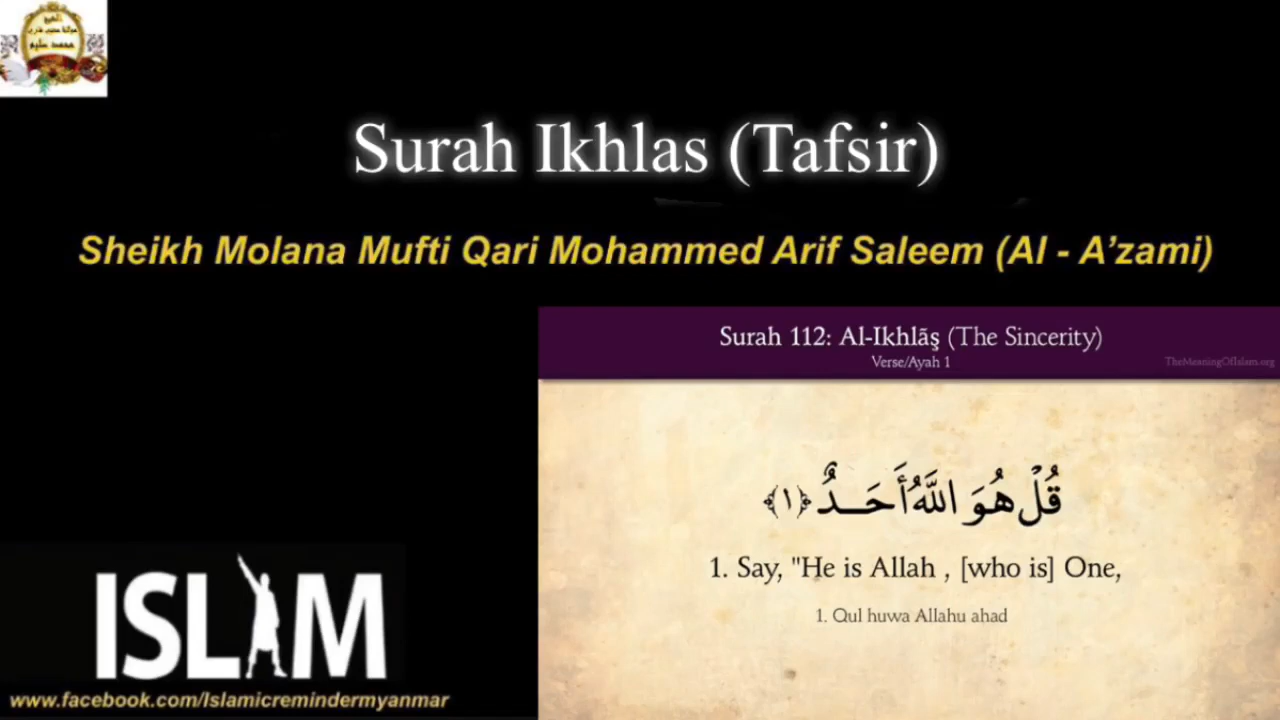 Surah Ikhlas (Tafsir)
Sheikh Molana Mufti Qari Mohammed Arif Saleem (Al - A’zami)
Surah 112: Al-Ikhlāş (The Sincerity)
Verse/Ayah 1
TheMeaningOfIslam.org
قُلْ هُوَ اللَّهُ أَحَدٌ ﴿١﴾
1. Say, "He is Allah , [who is] One,
1. Qul huwa Allahu ahad
ISLAM
www.facebook.com/Islamicremindermyanmar